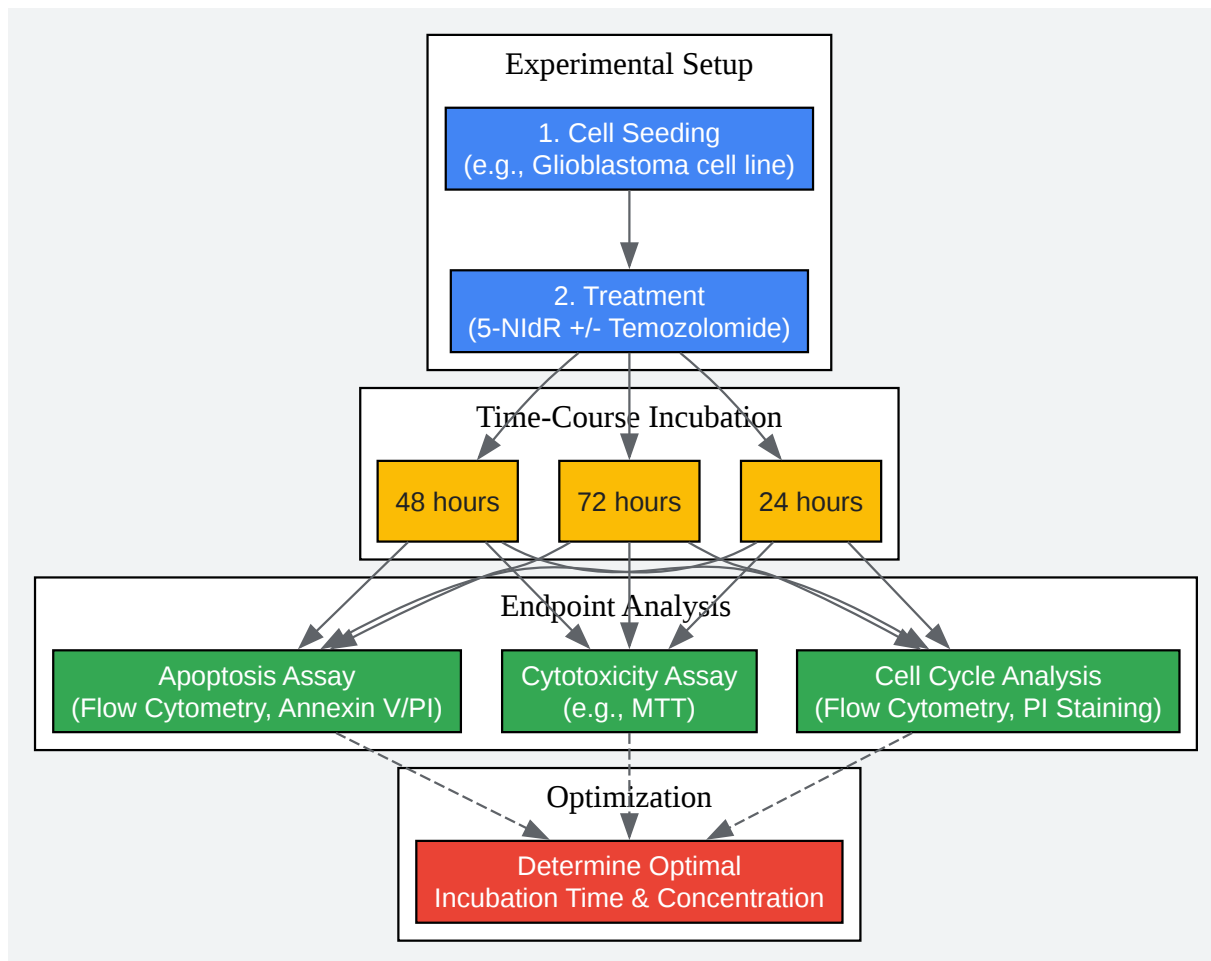 Experimental Setup
1. Cell Seeding
(e.g., Glioblastoma cell line)
2. Treatment
(5-NIdR +/- Temozolomide)
Time-Course Incubation
48 hours
72 hours
24 hours
Endpoint Analysis
Apoptosis Assay
(Flow Cytometry, Annexin V/PI)
Cytotoxicity Assay
(e.g., MTT)
Cell Cycle Analysis
(Flow Cytometry, PI Staining)
Optimization
Determine Optimal
Incubation Time & Concentration